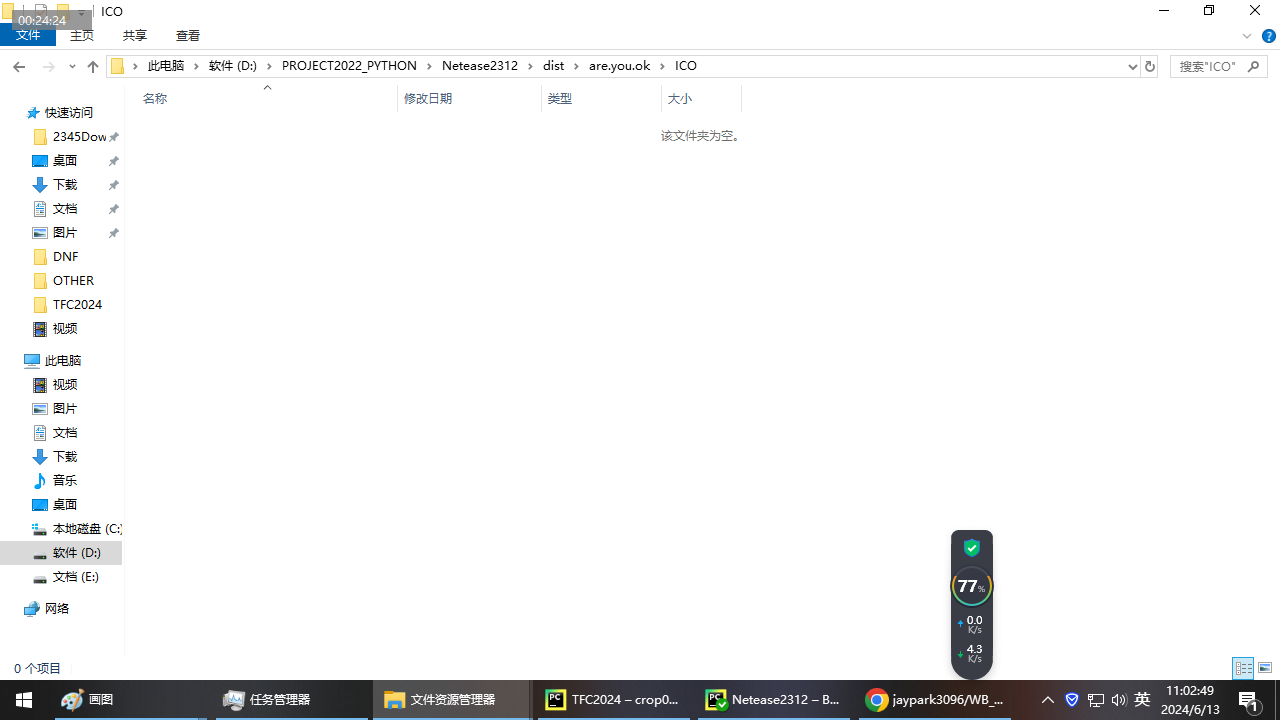 ICO
00:24:24
文件
主页
共享
查看
此电脑
软件 (D:)
PROJECT2022_PYTHON
Netease2312
dist
are.you.ok
ICO
搜索"ICO"
名称
修改日期
类型
大小
该文件夹为空。
快速访问
2345Dow
桌面
下载
文档
图片
DNF
OTHER
TFC2024
视频
此电脑
视频
图片
文档
下载
音乐
桌面
本地磁盘 (C:)
软件 (D:)
文档 (E:)
网络
77%
0.0
K/s
4.3
K/s
0 个项目
画图
任务管理器
文件资源管理器
TFC2024 – crop0...
Netease2312 – B...
jaypark3096/WB_...
英
11:02:49
2024/6/13
1